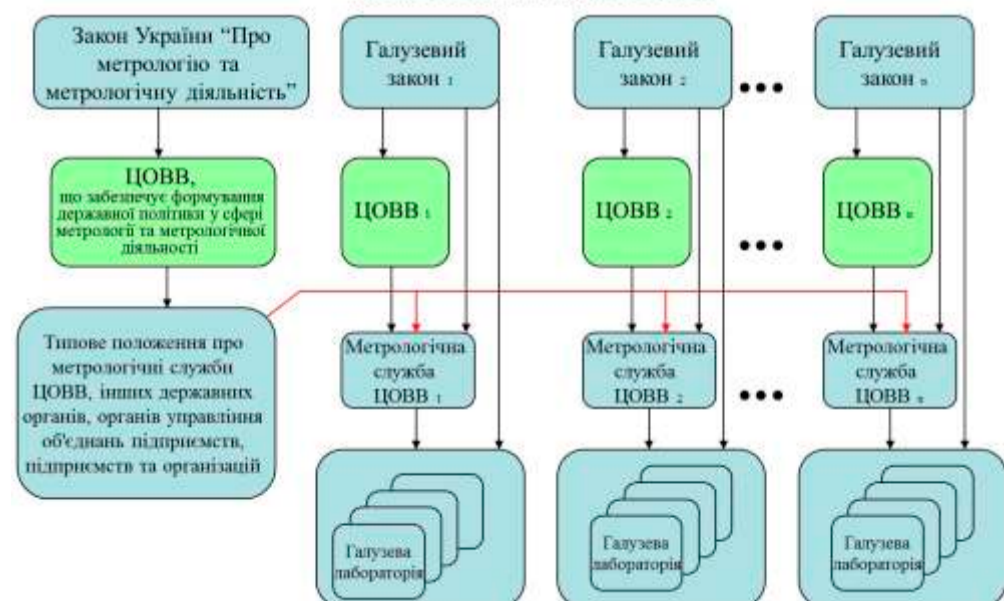 Закон України “Про
метрологію та
метрологічну діяльність”
Галузевий
закон 1
Галузевий
закон 2
Галузевий
закон n
ЦОВВ,
що забезпечує формування
державної політики у сфері
метрології та метрологічної
діяльності
ЦОВВ 1
ЦОВВ 2
ЦОВВ n
Типове положення про
метрологічні служби
ЦОВВ, інших державних
органів, органів управління
об'єднань підприємств,
підприємств та організацій
Метрологічна
служба
ЦОВВ 1
Метрологічна
служба
ЦОВВ 2
Метрологічна
служба
ЦОВВ n
Галузева
лабораторія
Галузева
лабораторія
Галузева
лабораторія